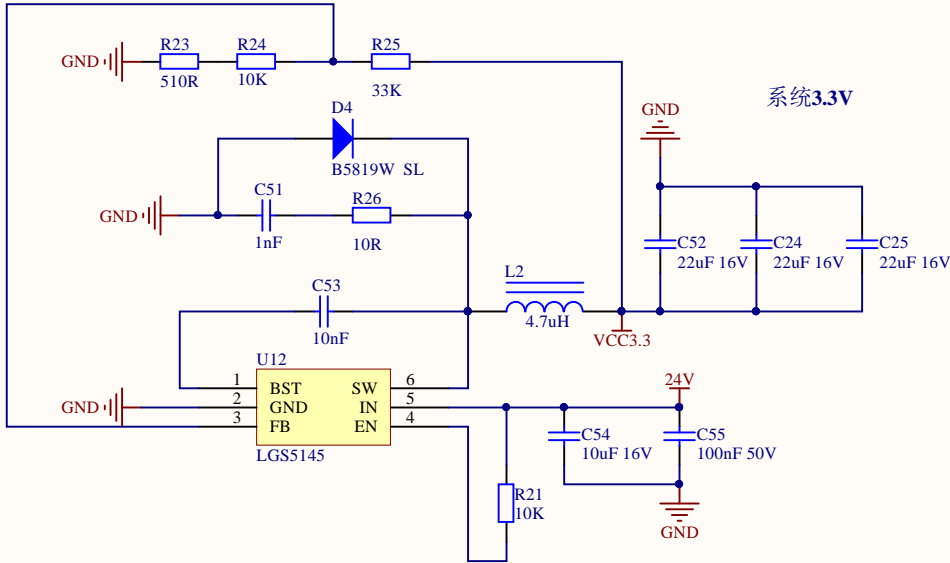 R23
R24
R25
GND
510R
10K
33K
系统3.3V
D4
GND
B5819W SL
C51
R26
GND
1nF
10R
C52
C24
C25
22uF 16V
22uF 16V
22uF 16V
L2
C53
4.7uH
10nF
VCC3.3
U12
1
BST
SW
6
24V
GND
2
GND
IN
5
3
FB
EN
4
C54
C55
LGS5145
10uF 16V
100nF 50V
R21
10K
GND